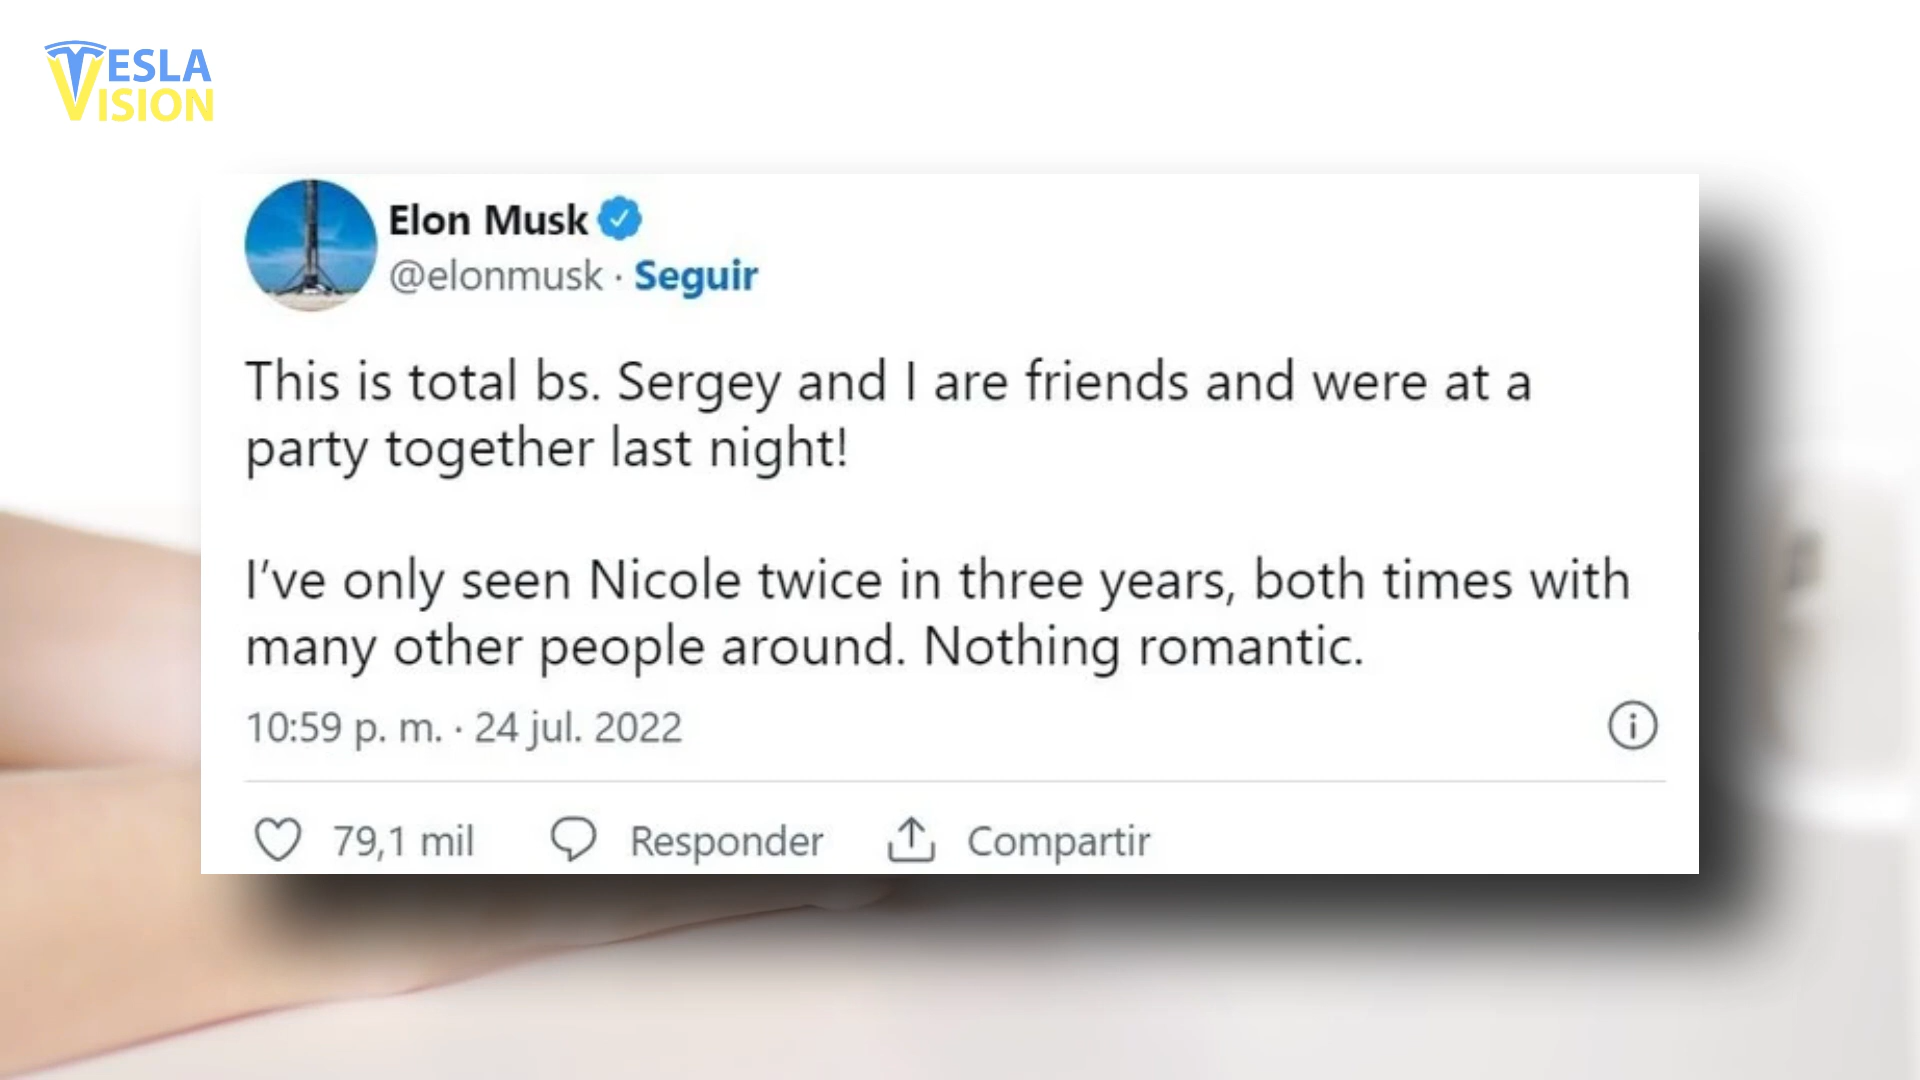 TESLA
VISION
Elon Musk
@elonmusk · Seguir
This is total bs. Sergey and I are friends and were at a
party together last night!
I’ve only seen Nicole twice in three years, both times with
many other people around. Nothing romantic.
10:59 p. m. · 24 jul. 2022
79,1 mil Responder Compartir